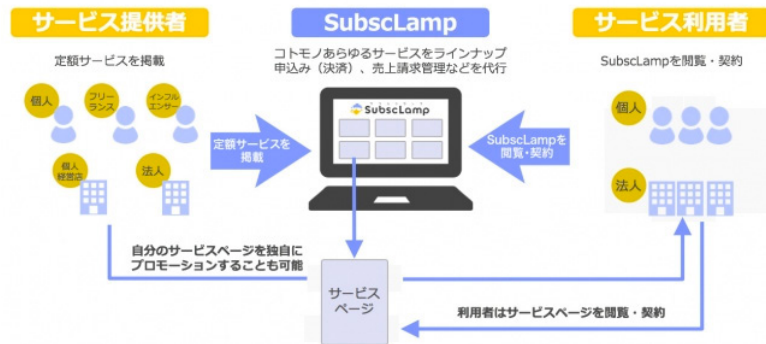 サービス提供者
SubscLamp
サービス利用者
定額サービスを掲載
コトモノあらゆるサービスをラインナップ
申込み（決済）、売上請求管理などを代行
SubscLampを閲覧・契約
個人
フリー
ランス
インフル
エンサー
個人
経営店
法人
定額サービスを
掲載
SubscLamp
SubscLampを
閲覧・契約
個人
法人
自分のサービスページを独自に
プロモーションすることも可能
サービス
ページ
利用者はサービスページを閲覧・契約